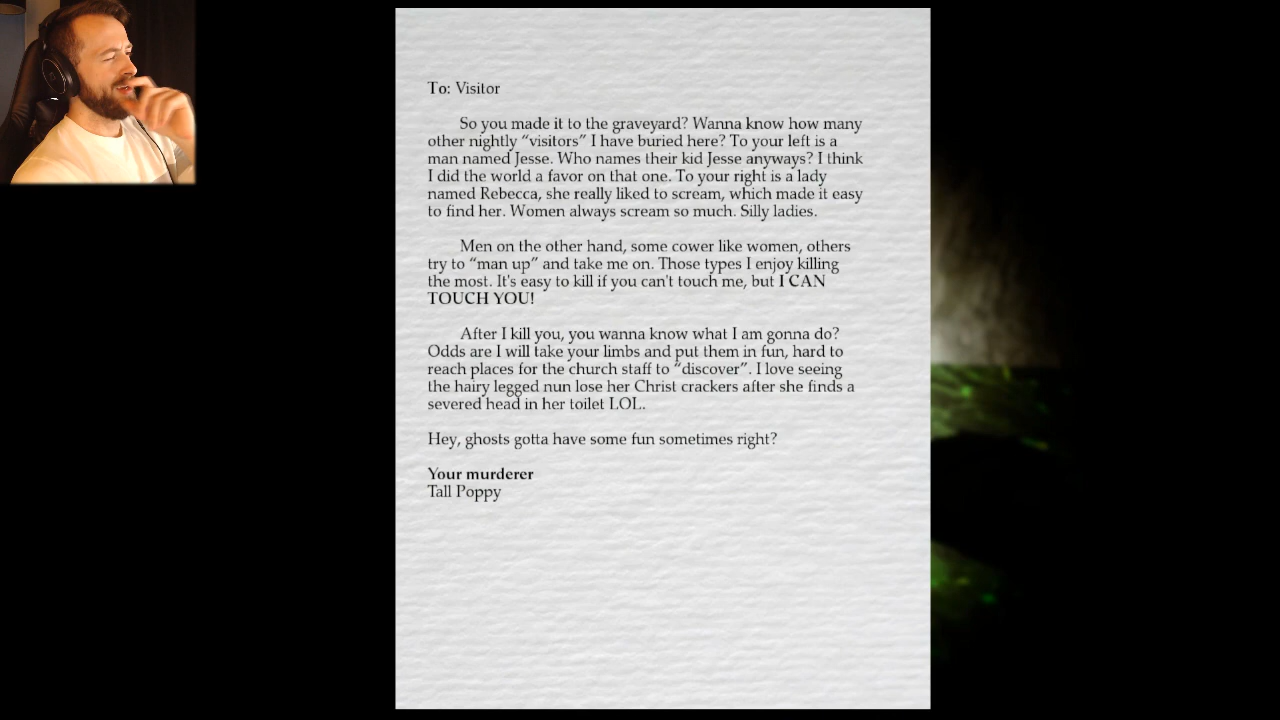 To: Visitor
So you made it to the graveyard? Wanna know how many
other nightly “visitors” I have buried here? To your left is a
man named Jesse. Who names their kid Jesse anyways? I think
I did the world a favor on that one. To your right is a lady
named Rebecca, she really liked to scream, which made it easy
to find her. Women always scream so much. Silly ladies.
Men on the other hand, some cower like women, others
try to “man up” and take me on. Those types I enjoy killing
the most. It's easy to kill if you can't touch me, but I CAN
TOUCH YOU!
After I kill you, you wanna know what I am gonna do?
Odds are I will take your limbs and put them in fun, hard to
reach places for the church staff to “discover”. I love seeing
the hairy legged nun lose her Christ crackers after she finds a
severed head in her toilet LOL.
Hey, ghosts gotta have some fun sometimes right?
Your murderer
Tall Poppy